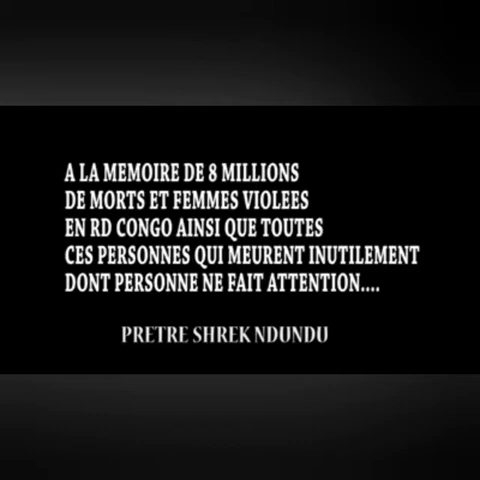 A LA MEMOIRE DE 8 MILLIONS
DE MORTS ET FEMMES VIOLEES
EN RD CONGO AINSI QUE TOUTES
CES PERSONNES QUI MEURENT INUTILEMENT
DONT PERSONNE NE FAIT ATTENTION....
PRETRE SHREK NDUNDU